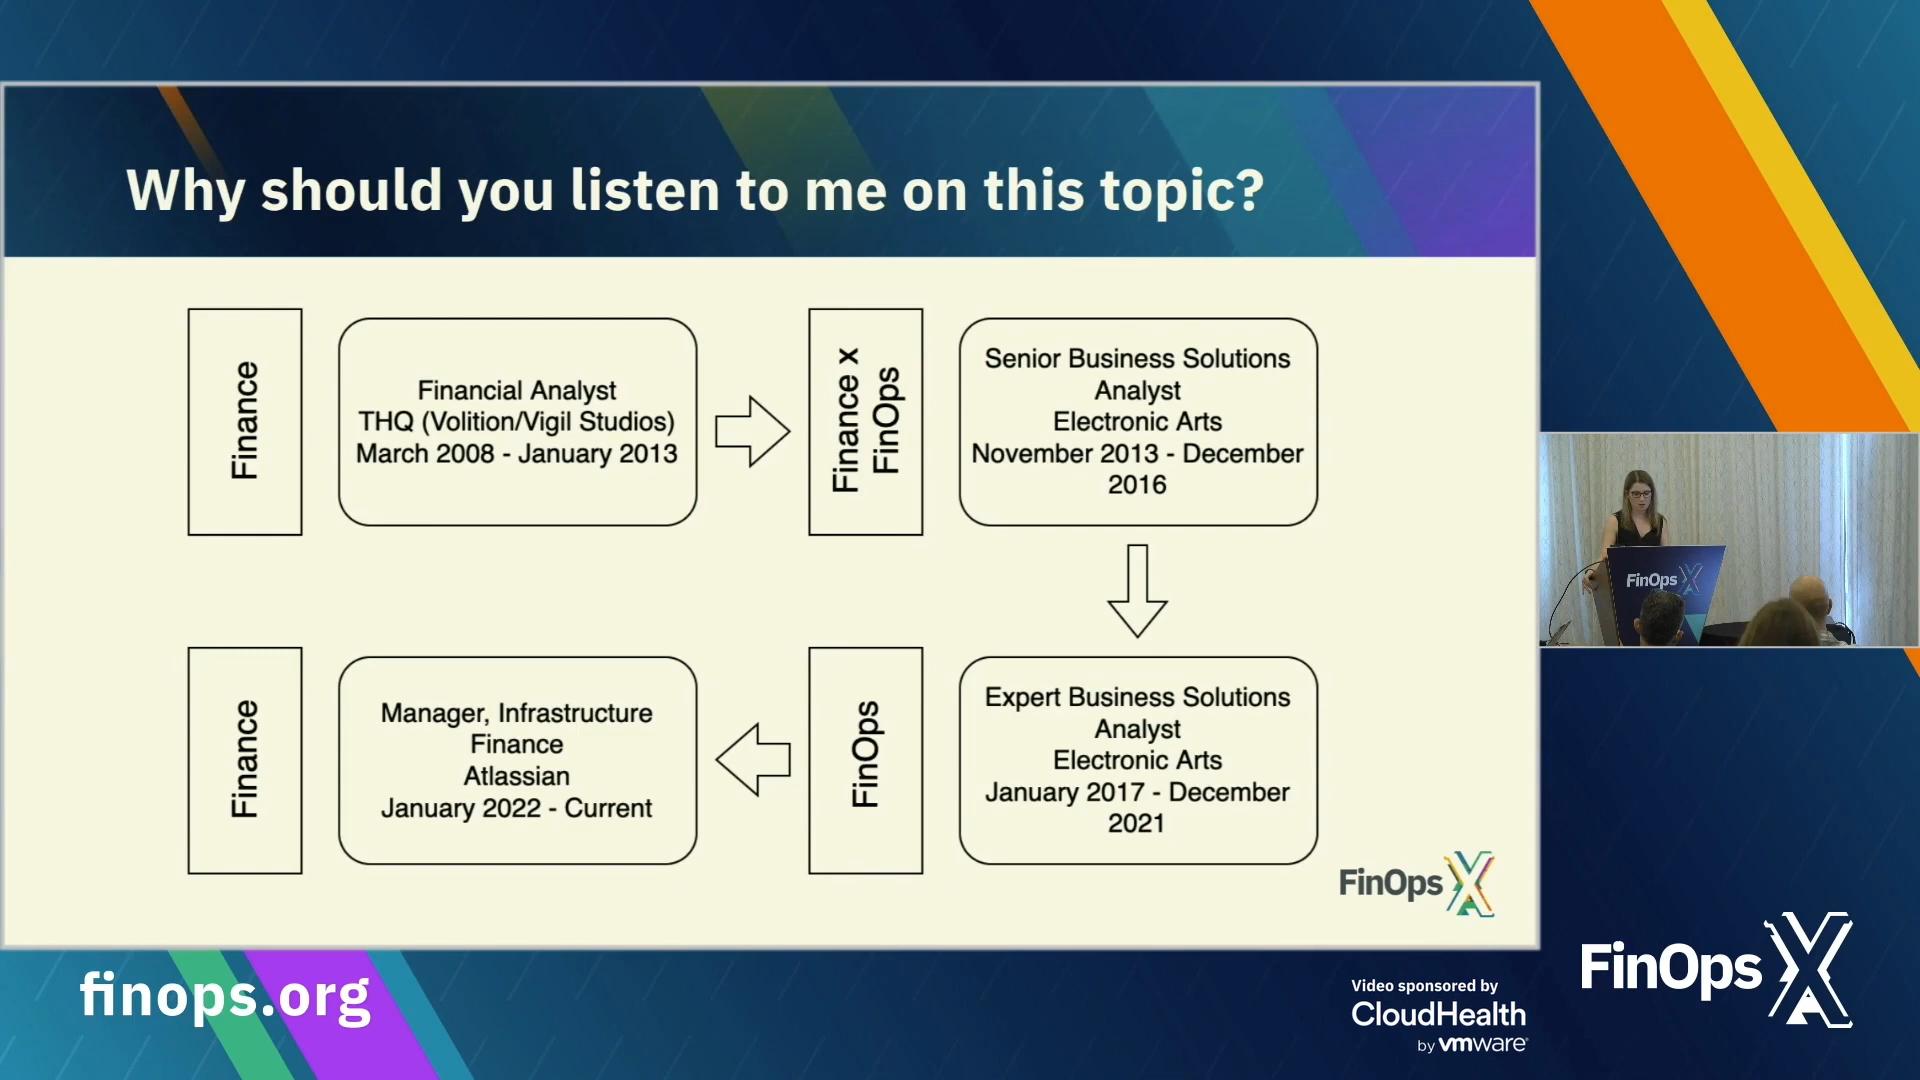 Why should you listen to me on this topic?
Finance
Financial Analyst
THQ (Volition/Vigil Studios)
March 2008 - January 2013
Finance x
FinOps
Senior Business Solutions
Analyst
Electronic Arts
November 2013 - December
2016
Finance
Manager, Infrastructure
Finance
Atlassian
January 2022 - Current
FinOps
Expert Business Solutions
Analyst
Electronic Arts
January 2017 - December
2021
FinOps X
FinOps X
finops.org
Video sponsored by
CloudHealth
by vmware
FinOps X